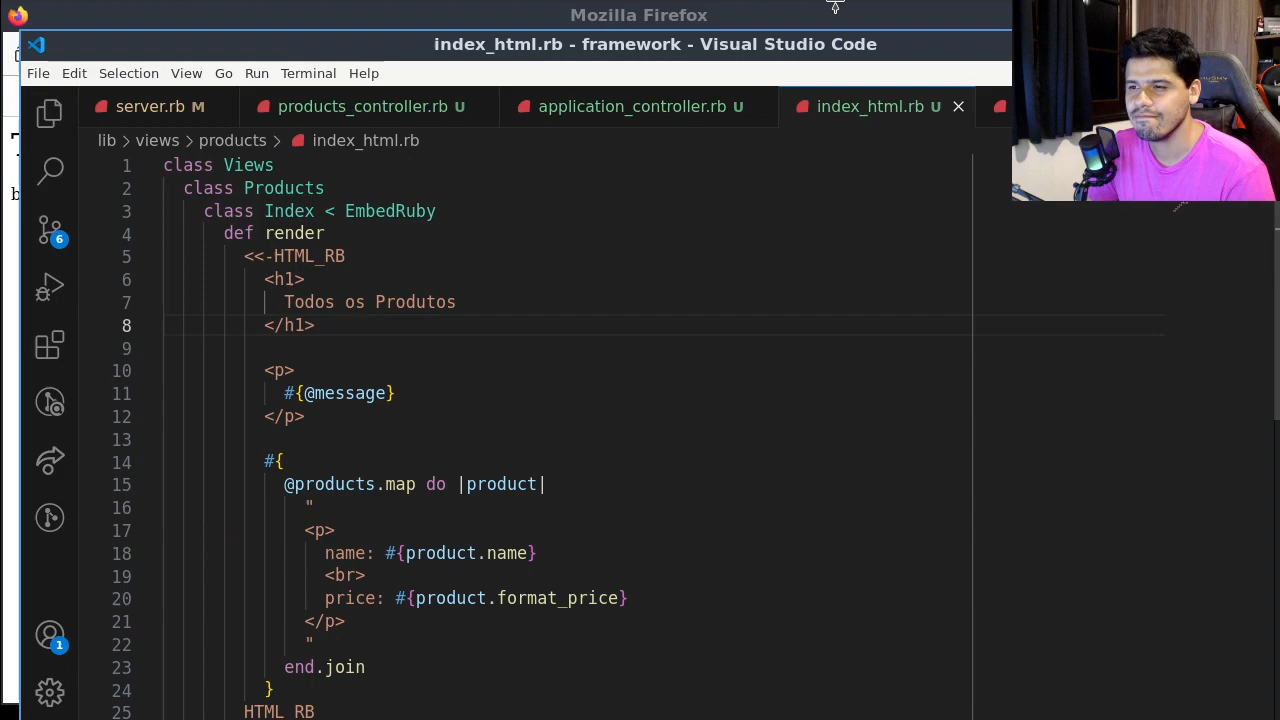 Mozilla Firefox
index_html.rb - framework - Visual Studio Code
File Edit Selection View Go Run Terminal Help
server.rb M products_controller.rb U application_controller.rb U index_html.rb U
lib > views > products > index_html.rb
1 class Views
2 class Products
3 class Index < EmbedRuby
4 def render
5 <<-HTML_RB
6 <h1>
7 Todos os Produtos
8 </h1>
9
10 <p>
11 #{@message}
12 </p>
13
14 #{
15 @products.map do |product|
16 "
17 <p>
18 name: #{product.name}
19 <br>
20 price: #{product.format_price}
21 </p>
22 "
23 end.join
24 }
25 HTML_RB
6
1